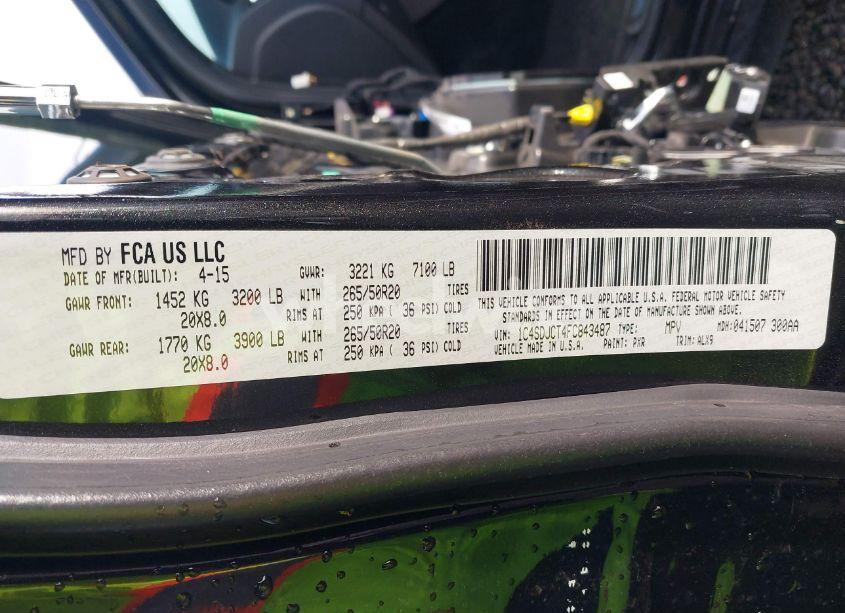 MFD BY FCA US LLC
DATE OF MFR(BUILT): 4-15 GVWR: 3221 KG 7100 LB
GAWR FRONT: 1452 KG 3200 LB WITH 265/50R20 TIRES
20X8.0 RIMS AT 250 KPA ( 36 PSI) COLD
GAWR REAR: 1770 KG 3900 LB WITH 265/50R20 TIRES
20X8.0 RIMS AT 250 KPA ( 36 PSI) COLD
THIS VEHICLE CONFORMS TO ALL APPLICABLE U.S.A. FEDERAL MOTOR VEHICLE SAFETY
STANDARDS IN EFFECT ON THE DATE OF MANUFACTURE SHOWN ABOVE.
VIN: 1C4SDJCT4FC843487 TYPE: MPV MDH: 041507 300AA
MADE IN U.S.A. PAINT: PXR TRIM: ALX9